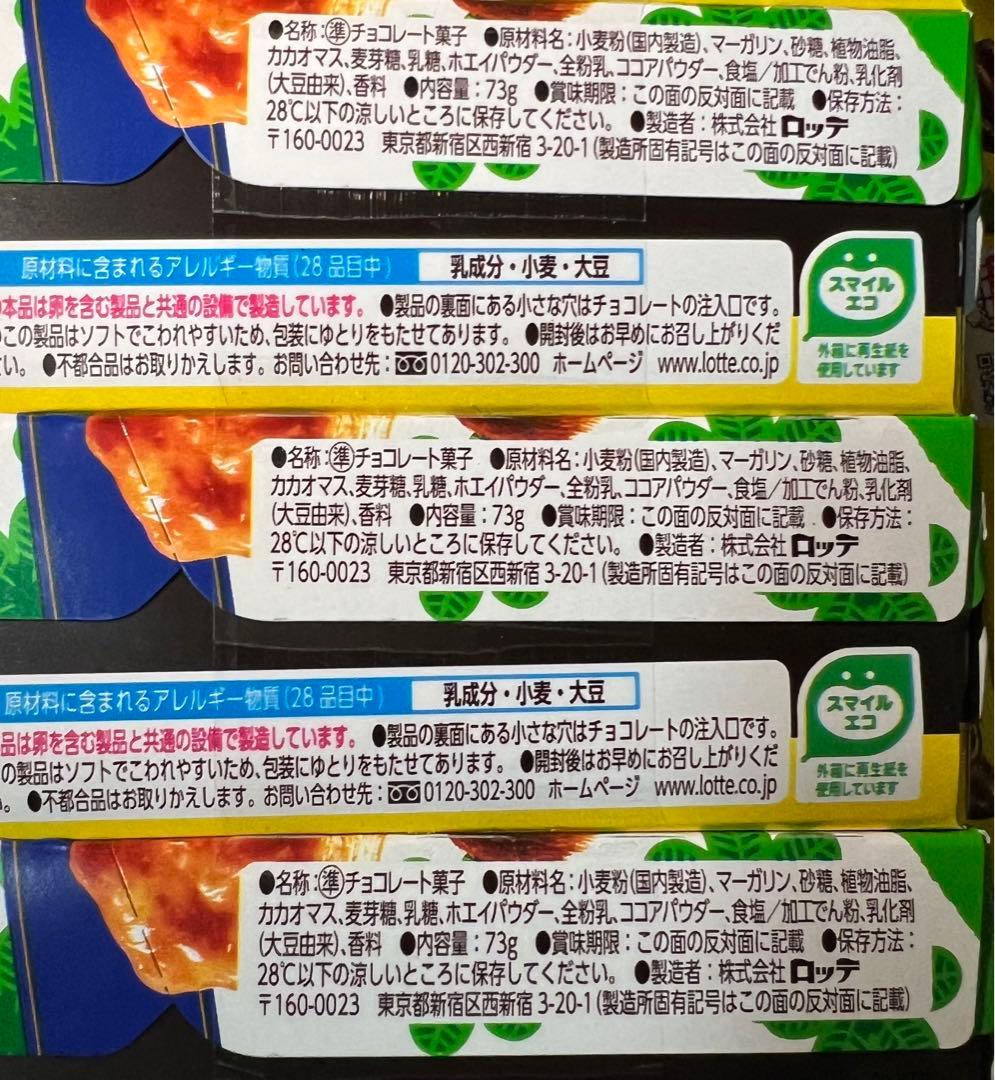 ●名称:準チョコレート菓子 ●原材料名:小麦粉(国内製造)、マーガリン、砂糖、植物油脂、
カカオマス、麦芽糖、乳糖、ホエイパウダー、全粉乳、ココアパウダー、食塩/加工でん粉、乳化剤
(大豆由来)、香料 ●内容量:73g ●賞味期限:この面の反対面に記載 ●保存方法:
28℃以下の涼しいところに保存してください。 ●製造者:株式会社ロッテ
〒160-0023 東京都新宿区西新宿 3-20-1(製造所固有記号はこの面の反対面に記載)
原材料に含まれるアレルギー物質(28品目中) 乳成分・小麦・大豆
本品は卵を含む製品と共通の設備で製造しています。 ●製品の裏面にある小さな穴はチョコレートの注入口です。
この製品はソフトでこわれやすいため、包装にゆとりをもたせてあります。 ●開封後はお早めにお召し上がりくだ
い。 ●不都合品はお取りかえします。お問い合わせ先:0120-302-300 ホームページ www.lotte.co.jp
スマイル
エコ
外箱に再生紙を
使用しています
●名称:準チョコレート菓子 ●原材料名:小麦粉(国内製造)、マーガリン、砂糖、植物油脂、
カカオマス、麦芽糖、乳糖、ホエイパウダー、全粉乳、ココアパウダー、食塩/加工でん粉、乳化剤
(大豆由来)、香料 ●内容量:73g ●賞味期限:この面の反対面に記載 ●保存方法:
28℃以下の涼しいところに保存してください。 ●製造者:株式会社ロッテ
〒160-0023 東京都新宿区西新宿 3-20-1(製造所固有記号はこの面の反対面に記載)
原材料に含まれるアレルギー物質(28品目中) 乳成分・小麦・大豆
品は卵を含む製品と共通の設備で製造しています。 ●製品の裏面にある小さな穴はチョコレートの注入口です。
の製品はソフトでこわれやすいため、包装にゆとりをもたせてあります。 ●開封後はお早めにお召し上がりくだ
。 ●不都合品はお取りかえします。お問い合わせ先:0120-302-300 ホームページ www.lotte.co.jp
スマイル
エコ
外箱に再生紙を
使用しています
●名称:準チョコレート菓子 ●原材料名:小麦粉(国内製造)、マーガリン、砂糖、植物油脂、
カカオマス、麦芽糖、乳糖、ホエイパウダー、全粉乳、ココアパウダー、食塩/加工でん粉、乳化剤
(大豆由来)、香料 ●内容量:73g ●賞味期限:この面の反対面に記載 ●保存方法:
28℃以下の涼しいところに保存してください。 ●製造者:株式会社ロッテ
〒160-0023 東京都新宿区西新宿 3-20-1(製造所固有記号はこの面の反対面に記載)